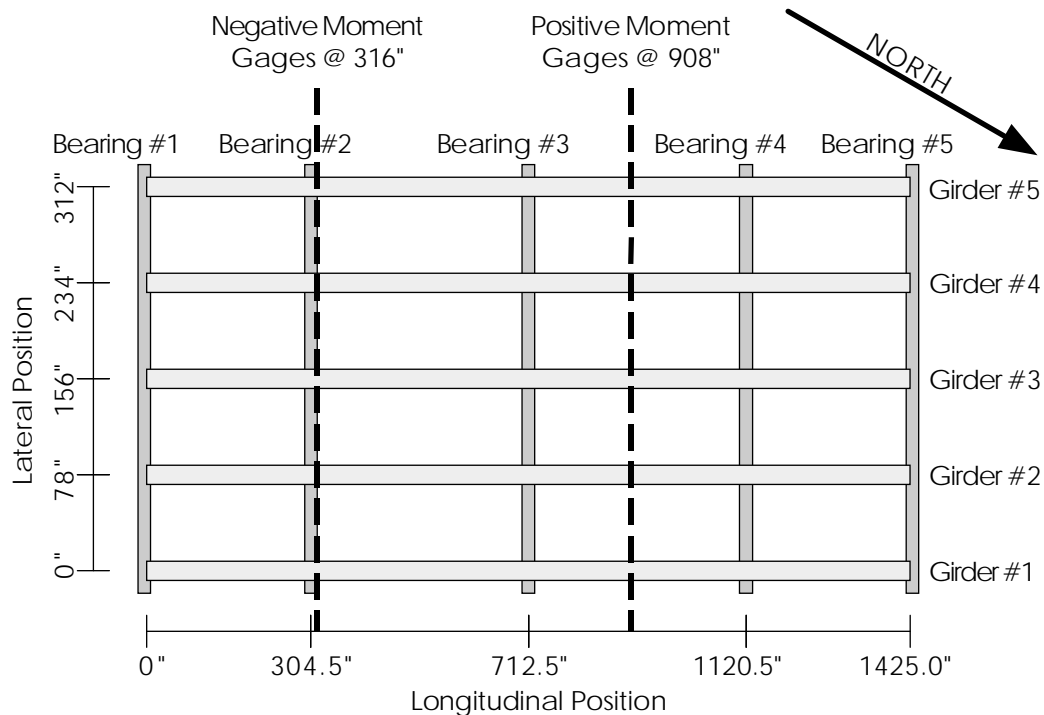 Negative Moment
Gages @ 316"
Positive Moment
Gages @ 908"
NORTH
Bearing #1
Bearing #2
Bearing #3
Bearing #4
Bearing #5
312"
Girder #5
234"
Girder #4
156"
Girder #3
78"
Girder #2
0"
Girder #1
Lateral Position
0"
304.5"
712.5"
1120.5"
1425.0"
Longitudinal Position